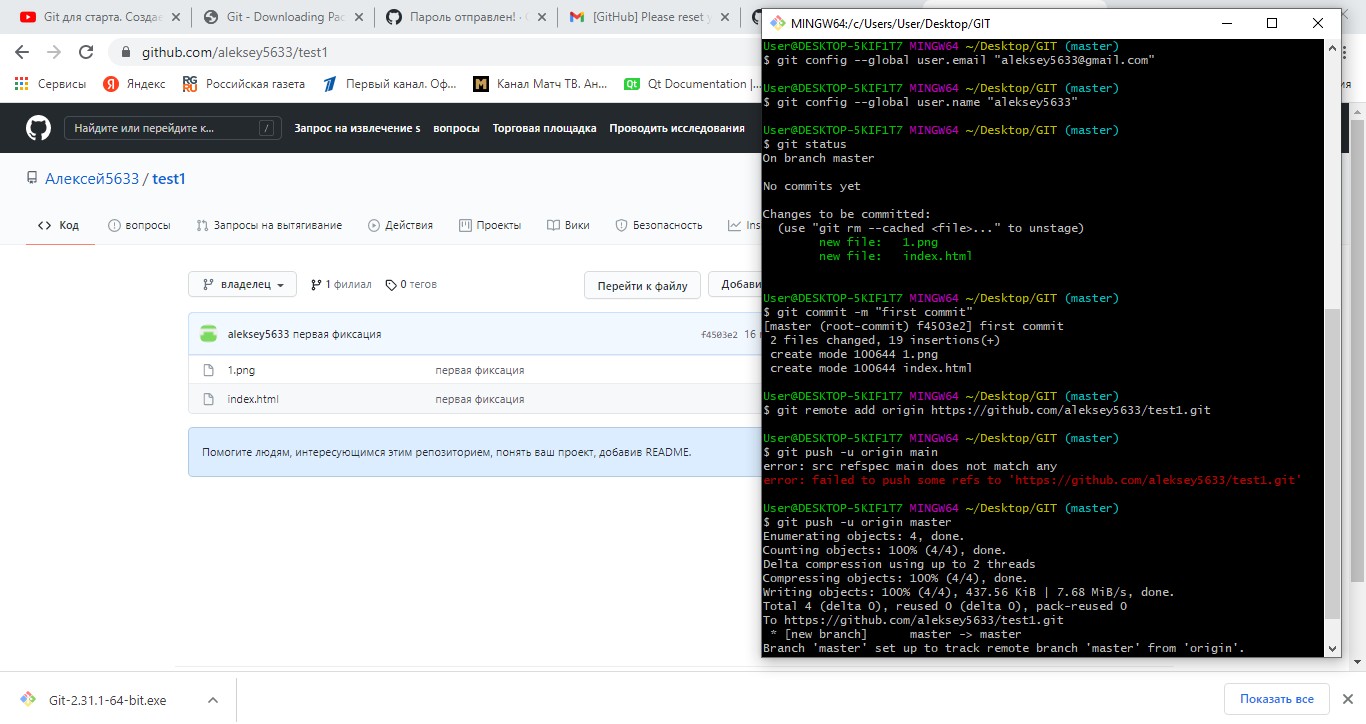 Git для старта. Создае
Git - Downloading Pac
Пароль отправлен! · G
[GitHub] Please reset y
github.com/aleksey5633/test1
Сервисы
Яндекс
Российская газета
Первый канал. Оф...
Канал Матч ТВ. Ан...
Qt Documentation |...
Найдите или перейдите к...
/
Запрос на извлечение s
вопросы
Торговая площадка
Проводить исследования
Алексей5633 / test1
Код
вопросы
Запросы на вытягивание
Действия
Проекты
Вики
Безопасность
Ins
владелец
1 филиал
0 тегов
Перейти к файлу
Добави
aleksey5633 первая фиксация
f4503e2 16
1.png
первая фиксация
index.html
первая фиксация
Помогите людям, интересующимся этим репозиторием, понять ваш проект, добавив README.
Git-2.31.1-64-bit.exe
Показать все
MINGW64:/c/Users/User/Desktop/GIT
User@DESKTOP-5KIF1T7 MINGW64 ~/Desktop/GIT (master)
$ git config --global user.email "aleksey5633@gmail.com"
User@DESKTOP-5KIF1T7 MINGW64 ~/Desktop/GIT (master)
$ git config --global user.name "aleksey5633"
User@DESKTOP-5KIF1T7 MINGW64 ~/Desktop/GIT (master)
$ git status
On branch master
No commits yet
Changes to be committed:
(use "git rm --cached <file>..." to unstage)
new file: 1.png
new file: index.html
User@DESKTOP-5KIF1T7 MINGW64 ~/Desktop/GIT (master)
$ git commit -m "first commit"
[master (root-commit) f4503e2] first commit
2 files changed, 19 insertions(+)
create mode 100644 1.png
create mode 100644 index.html
User@DESKTOP-5KIF1T7 MINGW64 ~/Desktop/GIT (master)
$ git remote add origin https://github.com/aleksey5633/test1.git
User@DESKTOP-5KIF1T7 MINGW64 ~/Desktop/GIT (master)
$ git push -u origin main
error: src refspec main does not match any
error: failed to push some refs to 'https://github.com/aleksey5633/test1.git'
User@DESKTOP-5KIF1T7 MINGW64 ~/Desktop/GIT (master)
$ git push -u origin master
Enumerating objects: 4, done.
Counting objects: 100% (4/4), done.
Delta compression using up to 2 threads
Compressing objects: 100% (4/4), done.
Writing objects: 100% (4/4), 437.56 KiB | 7.68 MiB/s, done.
Total 4 (delta 0), reused 0 (delta 0), pack-reused 0
To https://github.com/aleksey5633/test1.git
* [new branch] master -> master
Branch 'master' set up to track remote branch 'master' from 'origin'.